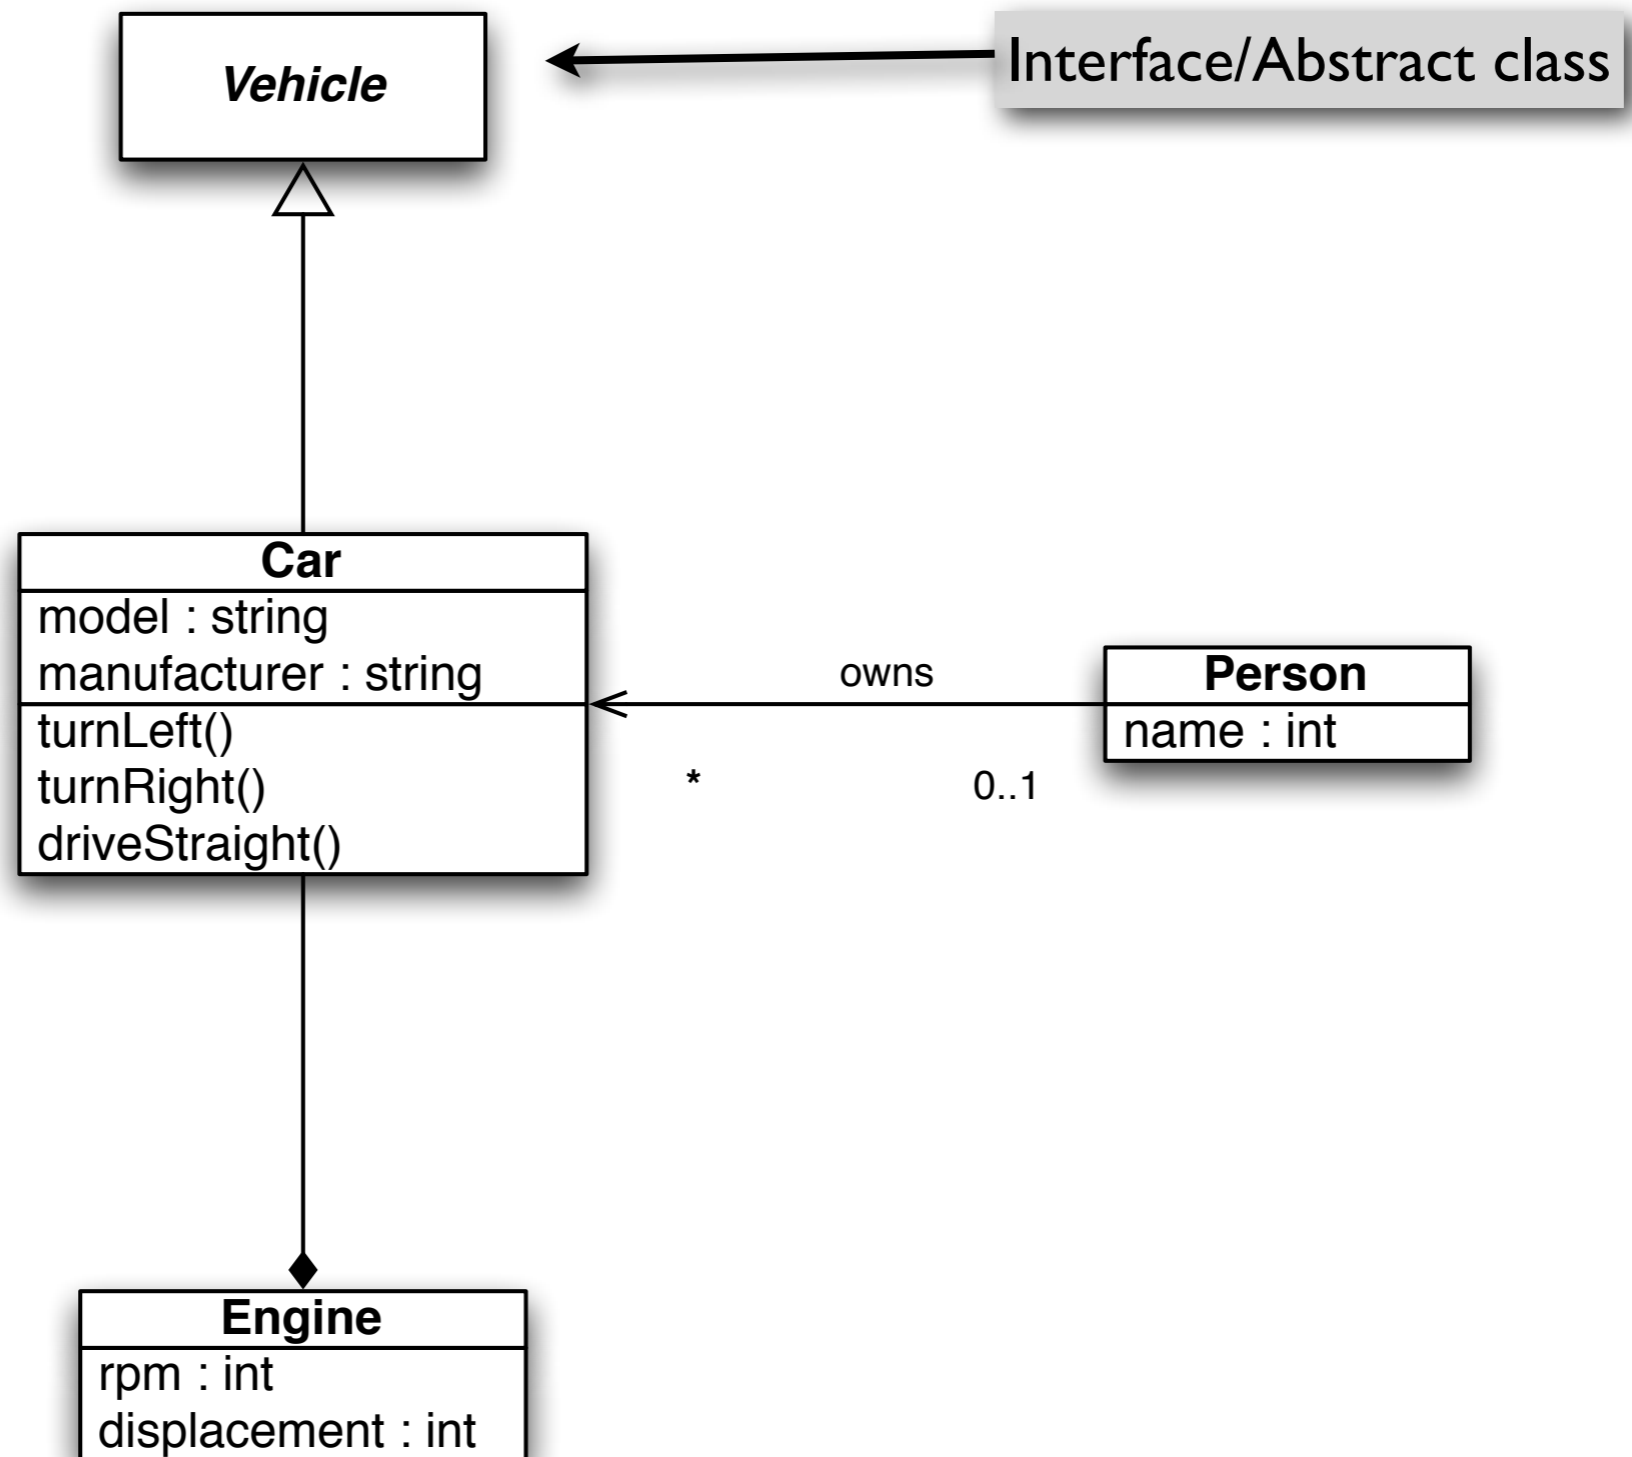 Vehicle
Interface/Abstract class
Car
model : string
manufacturer : string
turnLeft()
turnRight()
driveStraight()
owns
*
0..1
Person
name : int
Engine
rpm : int
displacement : int